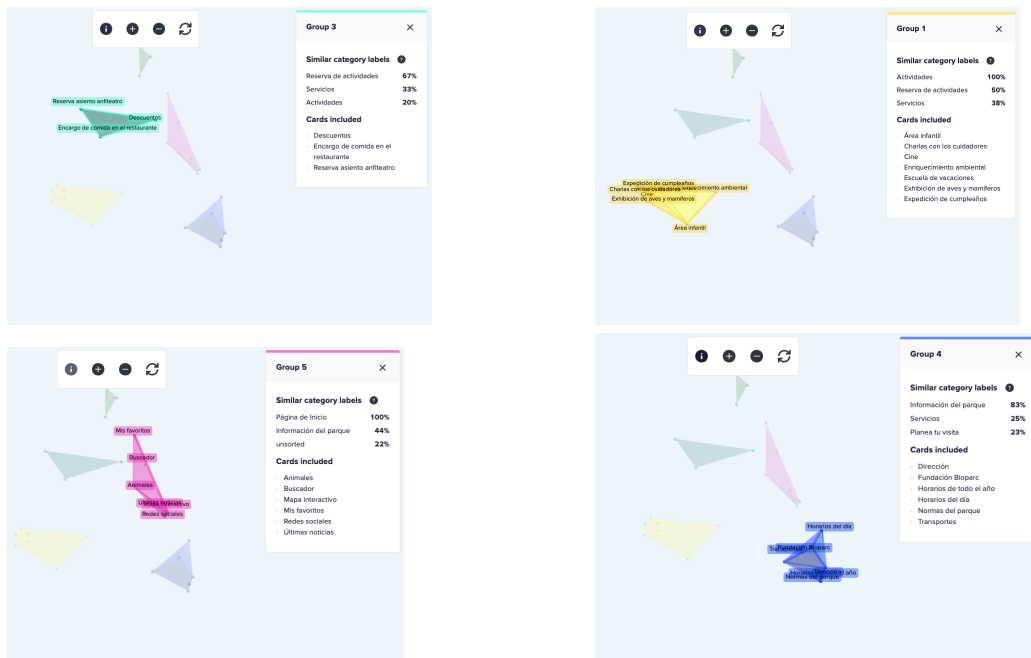 Group 3
Similar category labels
Reserva de actividades 67%
Servicios 33%
Actividades 20%
Cards included
Descuentos
Encargo de comida en el
restaurante
Reserva asiento anfiteatro
Reserva asiento anfiteatro
Descuentos
Encargo de comida en el restaurante
Group 1
Similar category labels
Actividades 100%
Reserva de actividades 50%
Servicios 38%
Cards included
Área infantil
Charlas con los cuidadores
Cine
Enriquecimiento ambiental
Escuela de vacaciones
Exhibición de aves y mamíferos
Expedición de cumpleaños
Expedición de cumpleaños
Charlas con los cuidadores
Cine
Exhibición de aves y mamíferos
Área infantil
Group 5
Similar category labels
Página de Inicio 100%
Información del parque 44%
unsorted 22%
Cards included
Animales
Buscador
Mapa interactivo
Mis favoritos
Redes sociales
Últimas noticias
Mis favoritos
Buscador
Animales
Redes sociales
Group 4
Similar category labels
Información del parque 83%
Servicios 25%
Planea tu visita 23%
Cards included
Dirección
Fundación Bioparc
Horarios de todo el año
Horarios del día
Normas del parque
Transportes
Horarios del día
Fundación Bioparc
Normas del parque